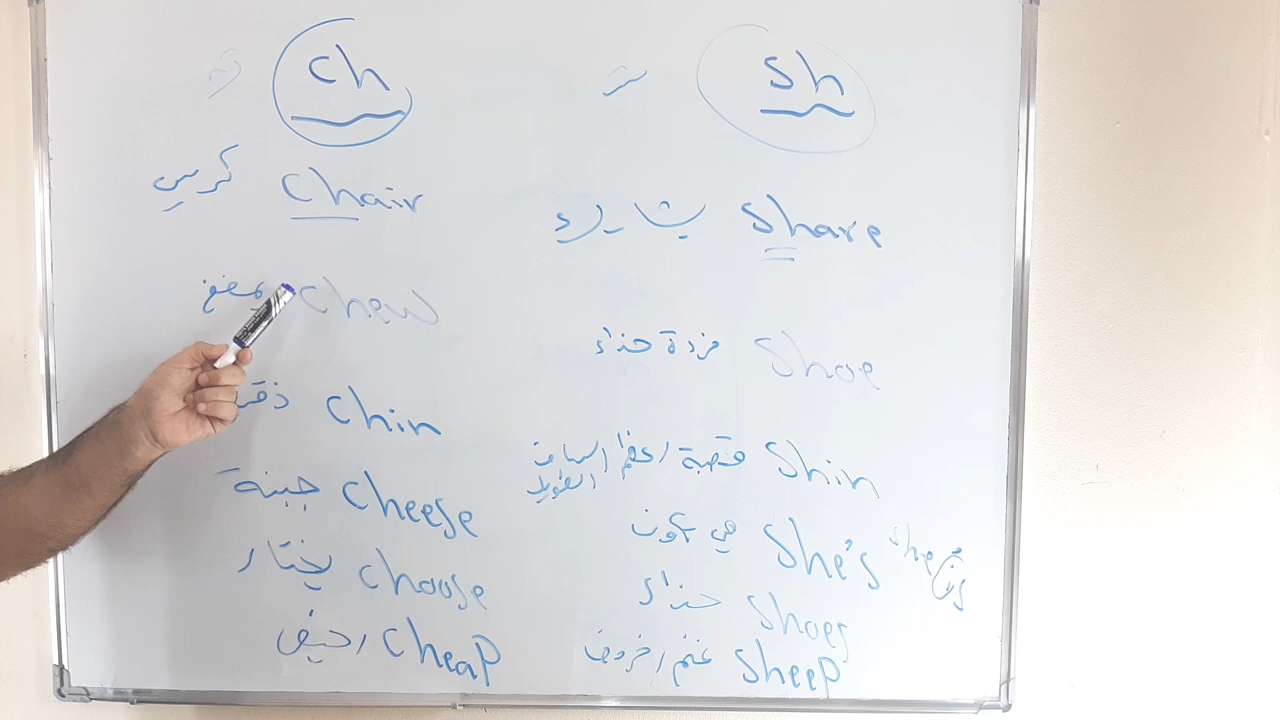 ch
كرسي chair
يمضغ chew
ذقن chin
جبنة cheese
يختار choose
رخيص cheap
sh
يشارك share
فردة حذاء shoe
قصبة / عظم الساق shin
الطويل
هي تكون she's
she is
حذاء shoes
غنم / خروف sheep